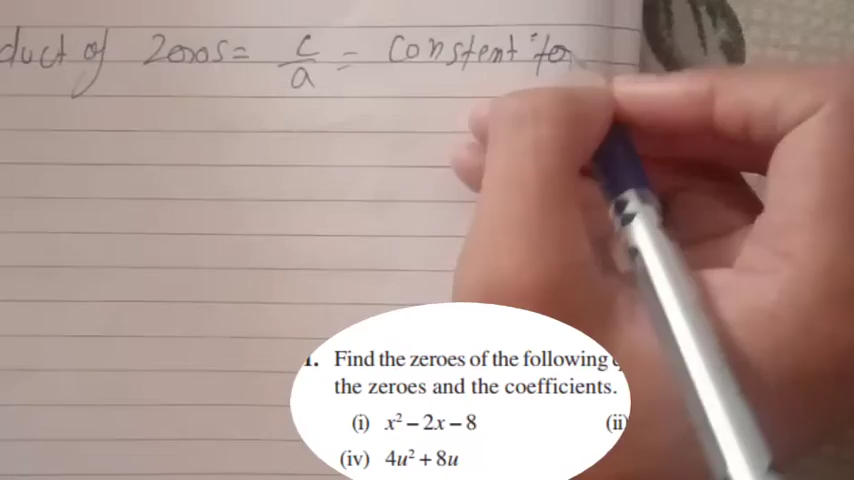 duct of Zeros = c/a = Constent ter
1. Find the zeroes of the following
the zeroes and the coefficients.
(i) x² – 2x – 8 (ii)
(iv) 4u² + 8u